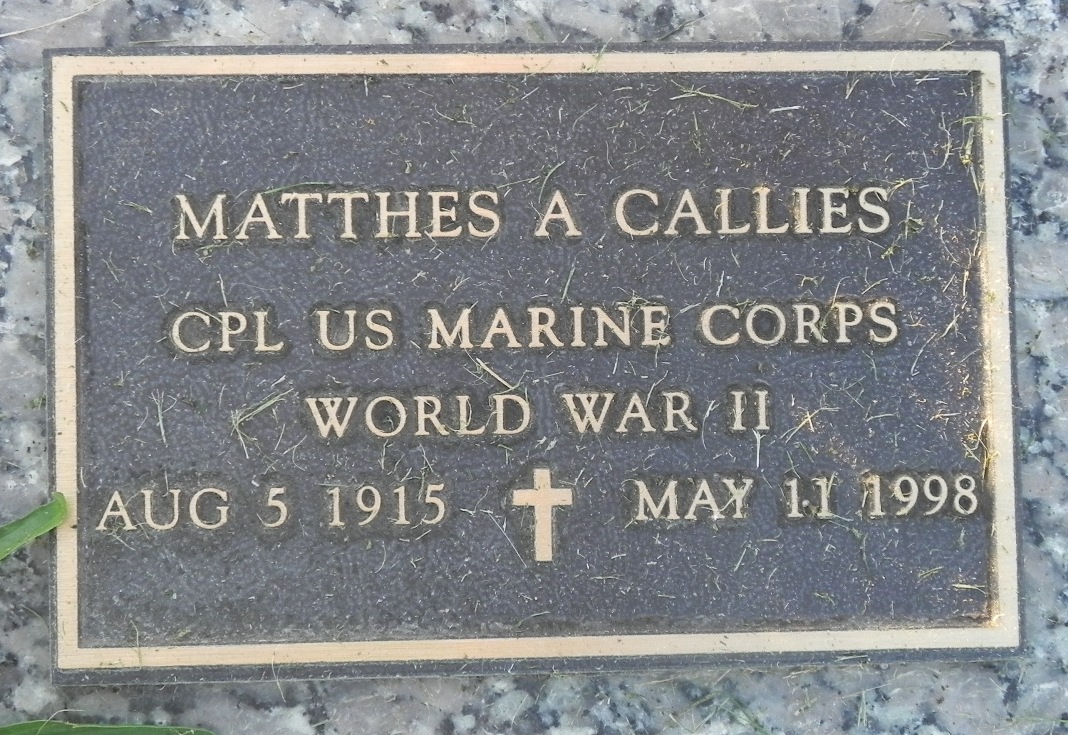 MATTHES A CALLIES
CPL US MARINE CORPS
WORLD WAR II
AUG 5 1915 MAY 11 1998